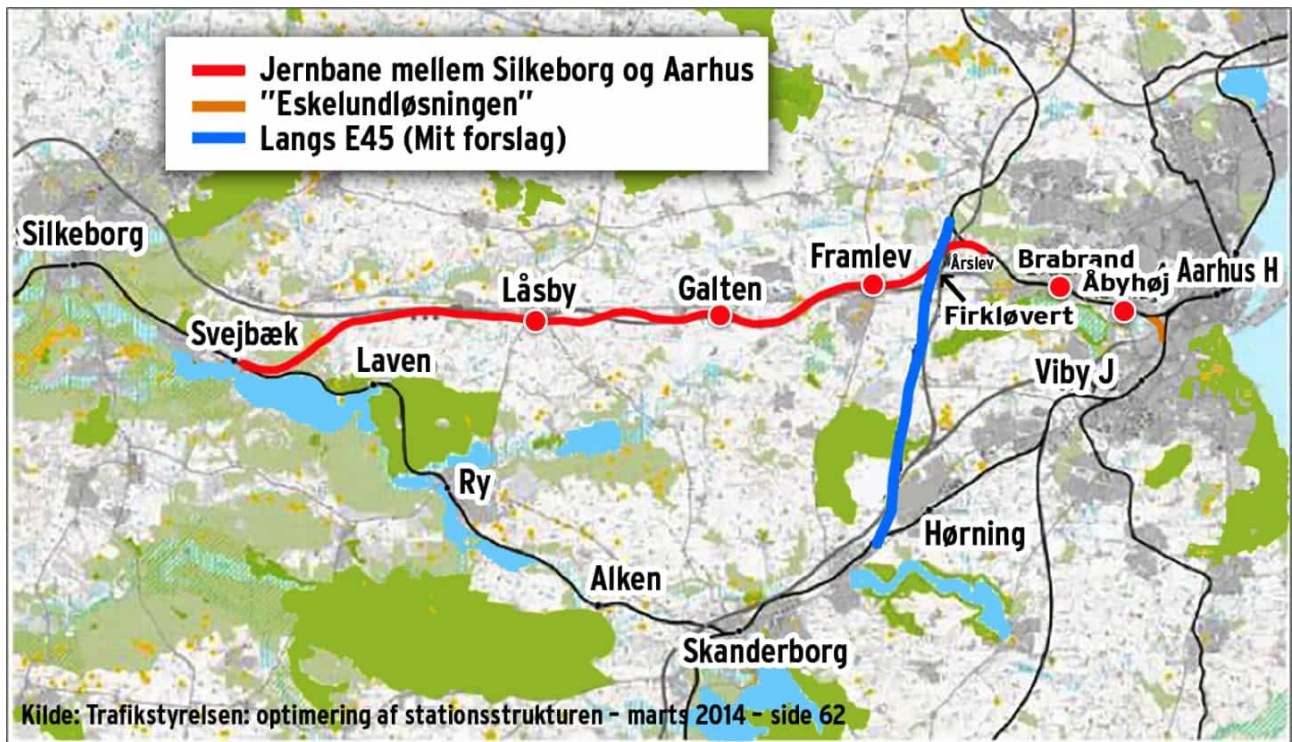 Jernbane mellem Silkeborg og Aarhus
"Eskelundløsningen"
Langs E45 (Mit forslag)
Silkeborg
Svejbæk
Laven
Låsby
Galten
Framlev
Årslev
Brabrand
Åbyhøj
Aarhus H
Firkløvert
Viby J
Ry
Hørning
Alken
Skanderborg
Kilde: Trafikstyrelsen: optimering af stationsstrukturen - marts 2014 - side 62